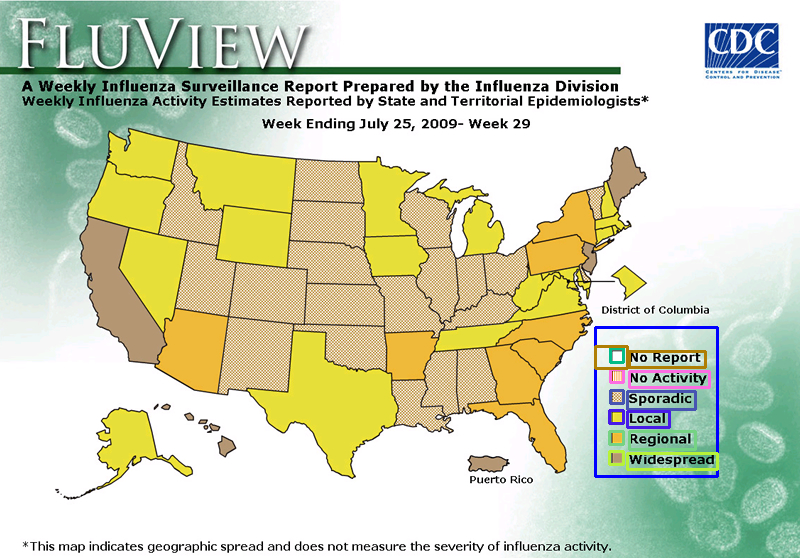 FLUVIEW
CDC
CENTERS FOR DISEASE
CONTROL AND PREVENTION
A Weekly Influenza Surveillance Report Prepared by the Influenza Division
Weekly Influenza Activity Estimates Reported by State and Territorial Epidemiologists*
Week Ending July 25, 2009- Week 29
District of Columbia
No Report
No Activity
Sporadic
Local
Regional
Widespread
Puerto Rico
*This map indicates geographic spread and does not measure the severity of influenza activity.